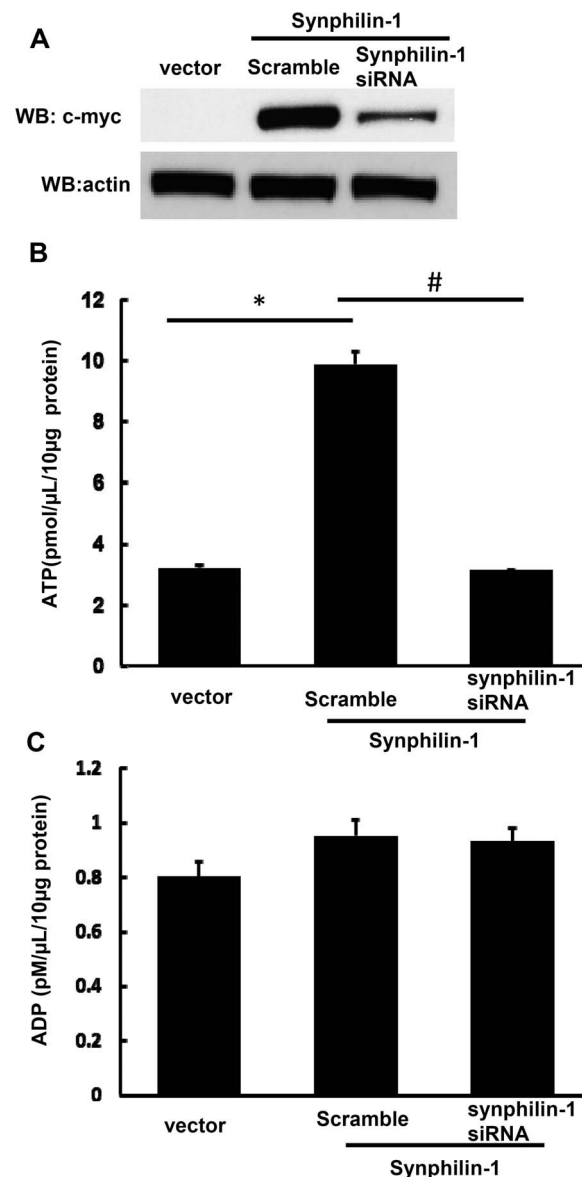 A
Synphilin-1
vector
Scramble
Synphilin-1
siRNA
WB: c-myc
WB:actin
B
12
10
8
6
4
2
0
ATP(pmol/µL/10µg protein)
*
#
vector
Scramble
synphilin-1
siRNA
Synphilin-1
C
1.2
1
0.8
0.6
0.4
0.2
0
ADP (pM/µL/10µg protein)
vector
Scramble
synphilin-1
siRNA
Synphilin-1